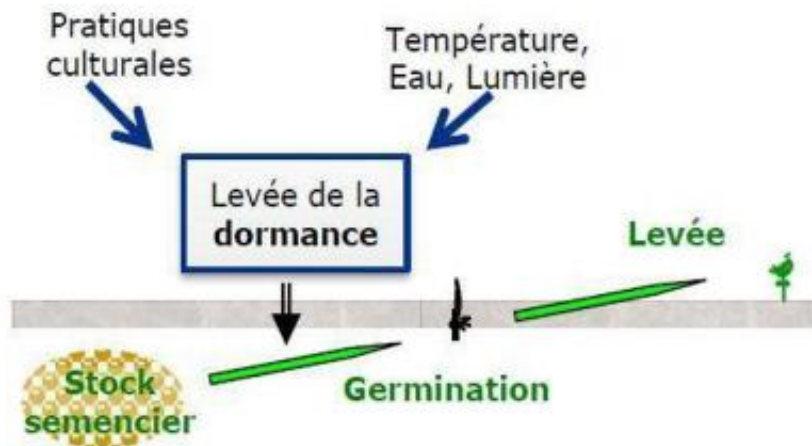 Pratiques
culturales
Température,
Eau, Lumière
Levée de la
dormance
Levée
Germination
Stock
semencier